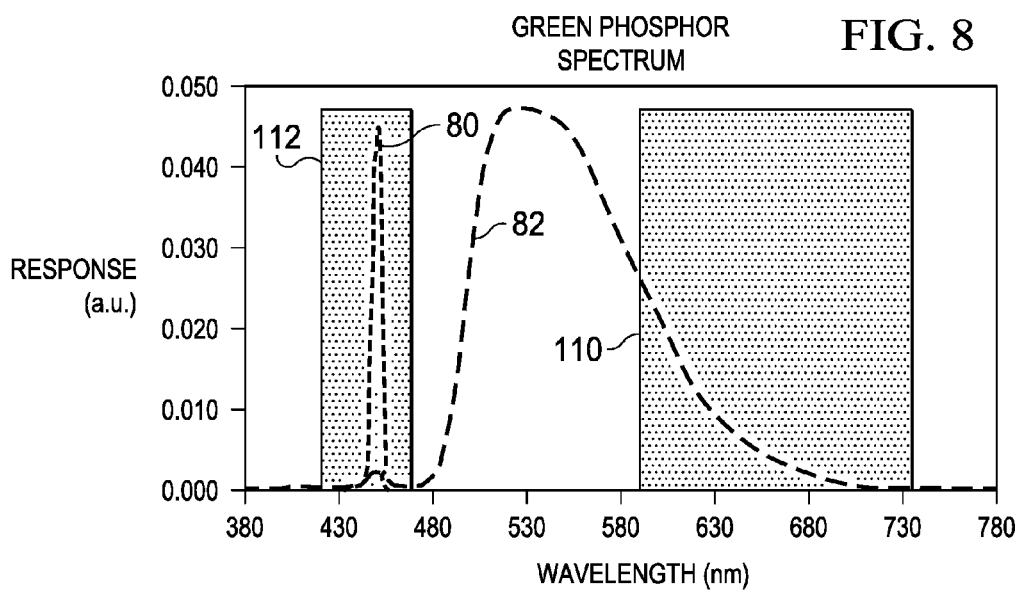 GREEN PHOSPHOR
SPECTRUM
FIG. 8
0.050
0.040
0.030
0.020
0.010
0.000
RESPONSE
(a.u.)
112
80
82
110
380 430 480 530 580 630 680 730 780
WAVELENGTH (nm)